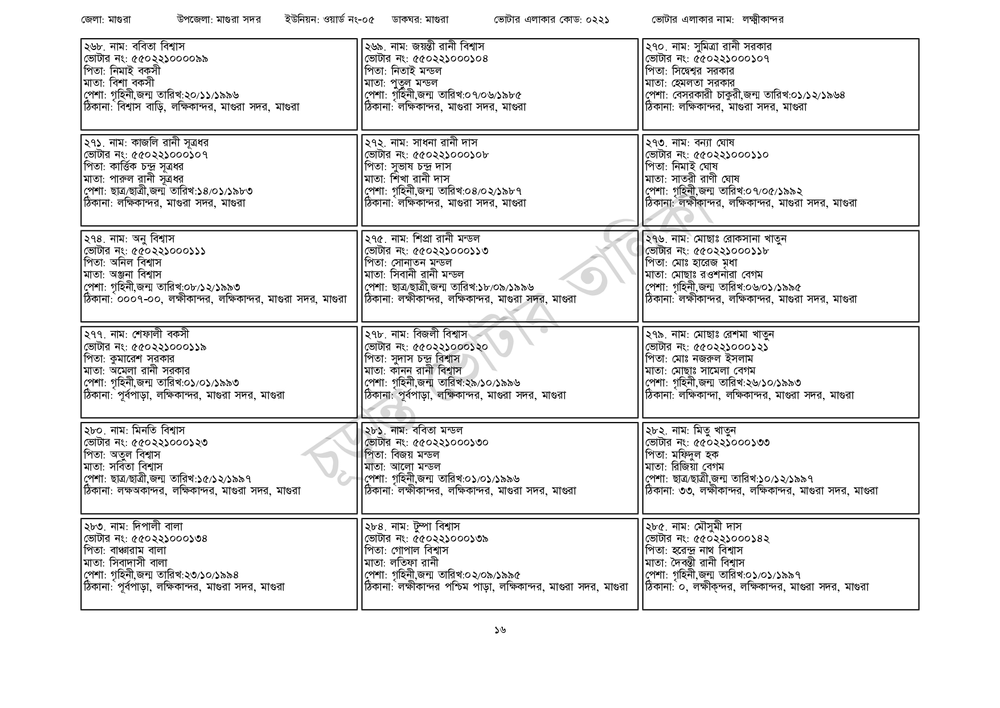 জেলা: মাগুরা উপজেলা: মাগুরা সদর ইউনিয়ন: ওয়ার্ড নং-০৫ ডাকঘর: মাগুরা ভোটার এলাকার কোড: ০২২১ ভোটার এলাকার নাম: লক্ষ্মীকান্দর
২৬৮. নাম: ববিতা বিশ্বাস
ভোটার নং: ৫৫০২২১০০০০৯৯
পিতা: নিমাই বকসী
মাতা: বিশা বকসী
পেশা: গৃহিনী,জন্ম তারিখ:২০/১১/১৯৯৬
ঠিকানা: বিশ্বাস বাড়ি, লক্ষিকান্দর, মাগুরা সদর, মাগুরা
২৬৯. নাম: জয়ন্তী রানী বিশ্বাস
ভোটার নং: ৫৫০২২১০০০১০৪
পিতা: নিতাই মন্ডল
মাতা: পুতুল মন্ডল
পেশা: গৃহিনী,জন্ম তারিখ:০৭/০৬/১৯৮৫
ঠিকানা: লক্ষিকান্দর, মাগুরা সদর, মাগুরা
২৭০. নাম: সুমিত্রা রানী সরকার
ভোটার নং: ৫৫০২২১০০০১০৭
পিতা: সিদ্বেশ্বর সরকার
মাতা: হেমলতা সরকার
পেশা: বেসরকারী চাকুরী,জন্ম তারিখ:০১/১২/১৯৬৪
ঠিকানা: লক্ষিকান্দর, মাগুরা সদর, মাগুরা
২৭১. নাম: কাজলি রানী সূত্রধর
ভোটার নং: ৫৫০২২১০০০১০৭
পিতা: কার্ত্তিক চন্দ্র সূত্রধর
মাতা: পারুল রানী সূত্রধর
পেশা: ছাত্র/ছাত্রী,জন্ম তারিখ:১৪/০১/১৯৮৩
ঠিকানা: লক্ষিকান্দর, মাগুরা সদর, মাগুরা
২৭২. নাম: সাধনা রানী দাস
ভোটার নং: ৫৫০২২১০০০১০৮
পিতা: সুভাষ চন্দ্র দাস
মাতা: শিখা রানী দাস
পেশা: গৃহিনী,জন্ম তারিখ:০৪/০২/১৯৮৭
ঠিকানা: লক্ষিকান্দর, মাগুরা সদর, মাগুরা
২৭৩. নাম: বন্যা ঘোষ
ভোটার নং: ৫৫০২২১০০০১১০
পিতা: নিমাই ঘোষ
মাতা: সাতরী রাণী ঘোষ
পেশা: গৃহিনী,জন্ম তারিখ:০৭/০৫/১৯৯২
ঠিকানা: লক্ষীকান্দর, লক্ষিকান্দর, মাগুরা সদর, মাগুরা
২৭৪. নাম: অনু বিশ্বাস
ভোটার নং: ৫৫০২২১০০০১১১
পিতা: অনিল বিশ্বাস
মাতা: অঞ্জনা বিশ্বাস
পেশা: গৃহিনী,জন্ম তারিখ:০৮/১২/১৯৯৩
ঠিকানা: ০০০৭-০০, লক্ষীকান্দর, লক্ষিকান্দর, মাগুরা সদর, মাগুরা
২৭৫. নাম: শিপ্রা রানী মন্ডল
ভোটার নং: ৫৫০২২১০০০১১৩
পিতা: সোনাতন মন্ডল
মাতা: সিবানী রানী মন্ডল
পেশা: ছাত্র/ছাত্রী,জন্ম তারিখ:১৮/০৯/১৯৯৬
ঠিকানা: লক্ষীকান্দর, লক্ষিকান্দর, মাগুরা সদর, মাগুরা
২৭৬. নাম: মোছাঃ রোকসানা খাতুন
ভোটার নং: ৫৫০২২১০০০১১৮
পিতা: মোঃ হারেজ মৃধা
মাতা: মোছাঃ রওশনারা বেগম
পেশা: গৃহিনী,জন্ম তারিখ:০৬/০১/১৯৯৫
ঠিকানা: লক্ষীকান্দর, লক্ষিকান্দর, মাগুরা সদর, মাগুরা
২৭৭. নাম: শেফালী বকসী
ভোটার নং: ৫৫০২২১০০০১১৯
পিতা: কুমারেশ সরকার
মাতা: অমেলা রানী সরকার
পেশা: গৃহিনী,জন্ম তারিখ:০১/০১/১৯৯৩
ঠিকানা: পূর্বপাড়া, লক্ষিকান্দর, মাগুরা সদর, মাগুরা
২৭৮. নাম: বিজলী বিশ্বাস
ভোটার নং: ৫৫০২২১০০০১২০
পিতা: সুদাস চন্দ্র বিশ্বাস
মাতা: কানন রানী বিশ্বাস
পেশা: গৃহিনী,জন্ম তারিখ:২৯/১০/১৯৯৬
ঠিকানা: পূর্বপাড়া, লক্ষিকান্দর, মাগুরা সদর, মাগুরা
২৭৯. নাম: মোছাঃ রেশমা খাতুন
ভোটার নং: ৫৫০২২১০০০১২১
পিতা: মোঃ নজরুল ইসলাম
মাতা: মোছাঃ সামেলা বেগম
পেশা: গৃহিনী,জন্ম তারিখ:২৬/১০/১৯৯৩
ঠিকানা: লক্ষিকান্দা, লক্ষিকান্দর, মাগুরা সদর, মাগুরা
২৮০. নাম: মিনতি বিশ্বাস
ভোটার নং: ৫৫০২২১০০০১২৩
পিতা: অতুল বিশ্বাস
মাতা: সবিতা বিশ্বাস
পেশা: ছাত্র/ছাত্রী,জন্ম তারিখ:১৫/১২/১৯৯৭
ঠিকানা: লক্ষঅকান্দর, লক্ষিকান্দর, মাগুরা সদর, মাগুরা
২৮১. নাম: ববিতা মন্ডল
ভোটার নং: ৫৫০২২১০০০১৩০
পিতা: বিজয় মন্ডল
মাতা: আলো মন্ডল
পেশা: গৃহিনী,জন্ম তারিখ:০১/০১/১৯৯৬
ঠিকানা: লক্ষীকান্দর, লক্ষিকান্দর, মাগুরা সদর, মাগুরা
২৮২. নাম: মিতু খাতুন
ভোটার নং: ৫৫০২২১০০০১৩৩
পিতা: মফিদুল হক
মাতা: রিজিয়া বেগম
পেশা: ছাত্র/ছাত্রী,জন্ম তারিখ:১০/১২/১৯৯৭
ঠিকানা: ৩৩, লক্ষীকান্দর, লক্ষিকান্দর, মাগুরা সদর, মাগুরা
২৮৩. নাম: দিপালী বালা
ভোটার নং: ৫৫০২২১০০০১৩৪
পিতা: বাঞ্চারাম বালা
মাতা: সিবাদাসী বালা
পেশা: গৃহিনী,জন্ম তারিখ:২৩/১০/১৯৯৪
ঠিকানা: পূর্বপাড়া, লক্ষিকান্দর, মাগুরা সদর, মাগুরা
২৮৪. নাম: টুম্পা বিশ্বাস
ভোটার নং: ৫৫০২২১০০০১৩৯
পিতা: গোপাল বিশ্বাস
মাতা: লতিফা রানী
পেশা: গৃহিনী,জন্ম তারিখ:০২/০৯/১৯৯৫
ঠিকানা: লক্ষীকান্দর পশ্চিম পাড়া, লক্ষিকান্দর, মাগুরা সদর, মাগুরা
২৮৫. নাম: মৌসুমী দাস
ভোটার নং: ৫৫০২২১০০০১৪২
পিতা: হরেন্দ্র নাথ বিশ্বাস
মাতা: দৈবন্তী রানী বিশ্বাস
পেশা: গৃহিনী,জন্ম তারিখ:০১/০১/১৯৯৭
ঠিকানা: ০, লক্ষীকন্দর, লক্ষিকান্দর, মাগুরা সদর, মাগুরা
চূড়ান্ত ভোটার তালিকা
১৬